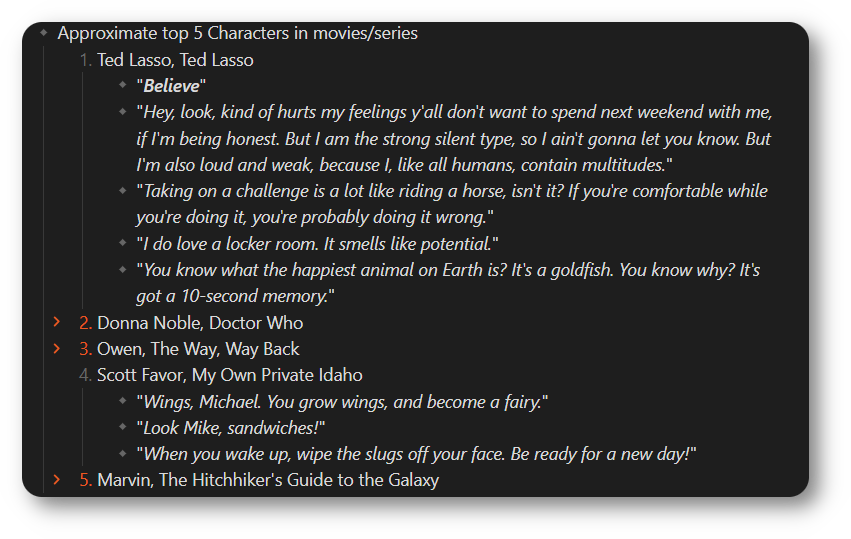 Approximate top 5 Characters in movies/series
1. Ted Lasso, Ted Lasso
"Believe"
"Hey, look, kind of hurts my feelings y'all don't want to spend next weekend with me,
if I'm being honest. But I am the strong silent type, so I ain't gonna let you know. But
I'm also loud and weak, because I, like all humans, contain multitudes."
"Taking on a challenge is a lot like riding a horse, isn't it? If you're comfortable while
you're doing it, you're probably doing it wrong."
"I do love a locker room. It smells like potential."
"You know what the happiest animal on Earth is? It's a goldfish. You know why? It's
got a 10-second memory."
2. Donna Noble, Doctor Who
3. Owen, The Way, Way Back
4. Scott Favor, My Own Private Idaho
"Wings, Michael. You grow wings, and become a fairy."
"Look Mike, sandwiches!"
"When you wake up, wipe the slugs off your face. Be ready for a new day!"
5. Marvin, The Hitchhiker's Guide to the Galaxy